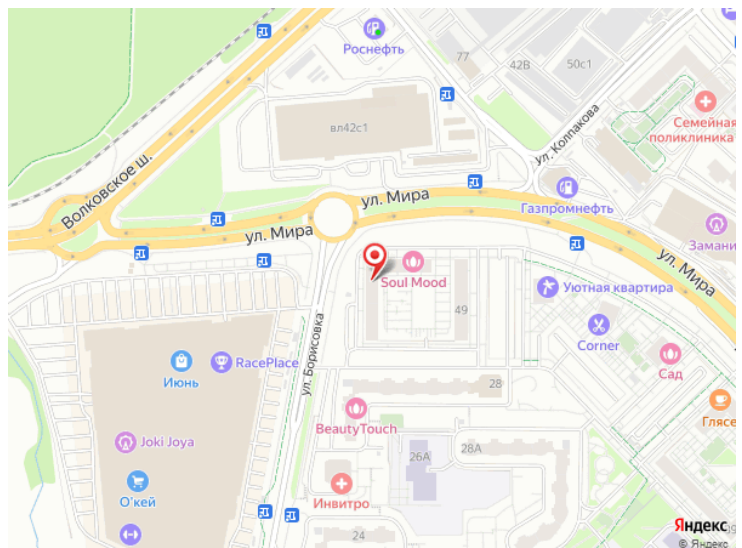 Роснефть
77
42В
50с1
Семейная
поликлиника
вл42с1
ул. Колпакова
Волковское ш.
ул. Мира
Газпромнефть
ул. Мира
Замани
ул. Мира
Soul Mood
Уютная квартира
49
Corner
ул. Борисовка
RacePlace
Июнь
Сад
28
BeautyTouch
Глясе
Joki Joya
28А
26А
О'кей
Инвитро
24
Яндекс
© Яндекс